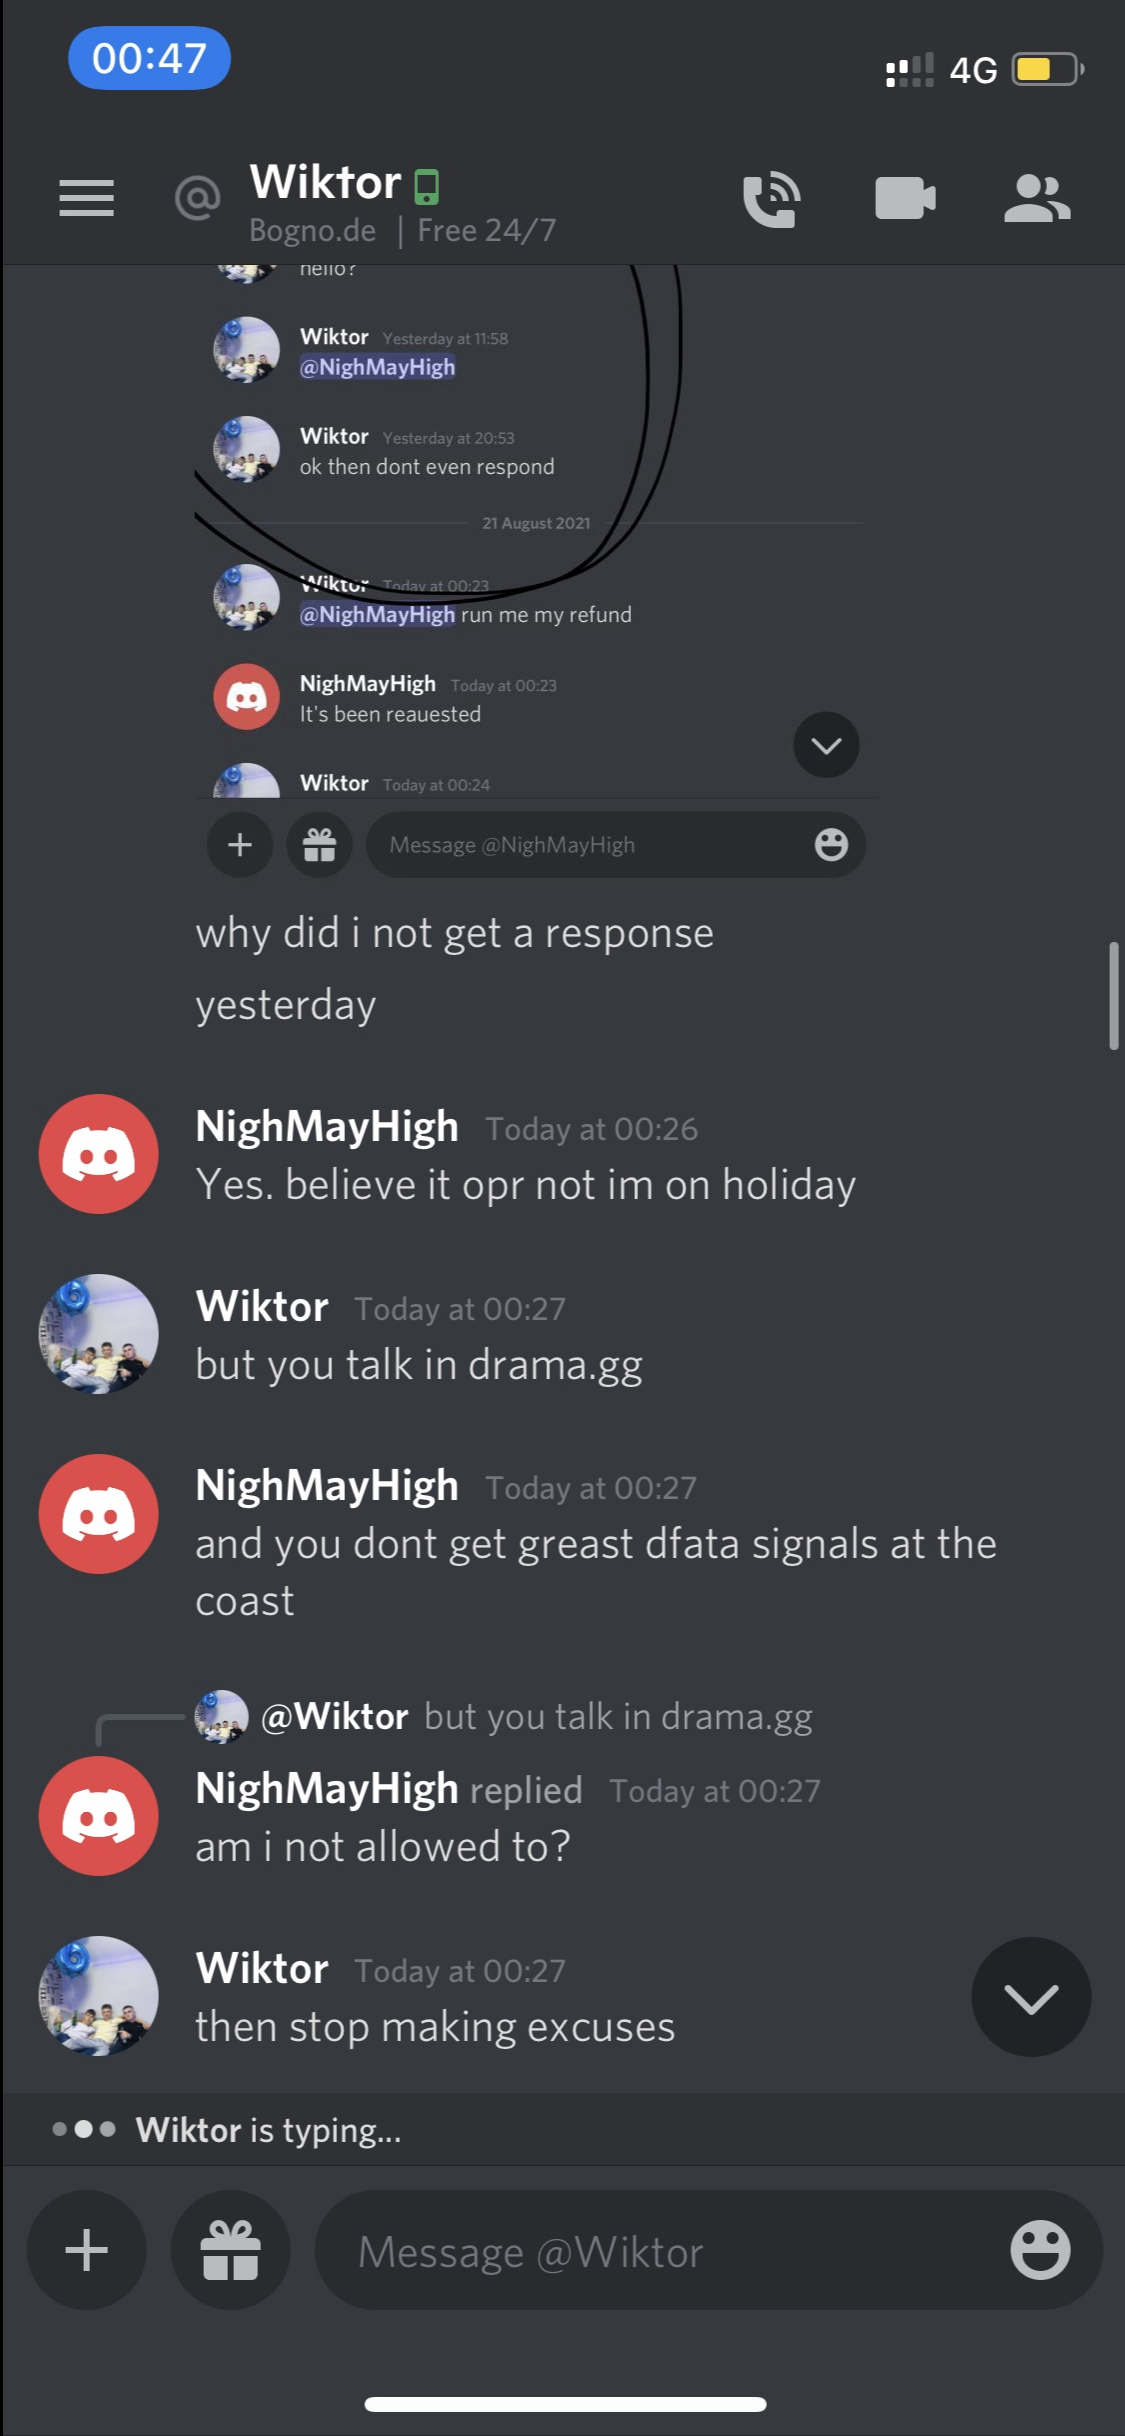 00:47
4G
Wiktor
Bogno.de | Free 24/7
hello?
Wiktor Yesterday at 11:58
@NighMayHigh
Wiktor Yesterday at 20:53
ok then dont even respond
21 August 2021
Wiktor Today at 00:23
@NighMayHigh run me my refund
NighMayHigh Today at 00:23
It's been reauested
Wiktor Today at 00:24
Message @NighMayHigh
why did i not get a response
yesterday
NighMayHigh Today at 00:26
Yes. believe it opr not im on holiday
Wiktor Today at 00:27
but you talk in drama.gg
NighMayHigh Today at 00:27
and you dont get greast dfata signals at the
coast
@Wiktor but you talk in drama.gg
NighMayHigh replied Today at 00:27
am i not allowed to?
Wiktor Today at 00:27
then stop making excuses
Wiktor is typing...
Message @Wiktor